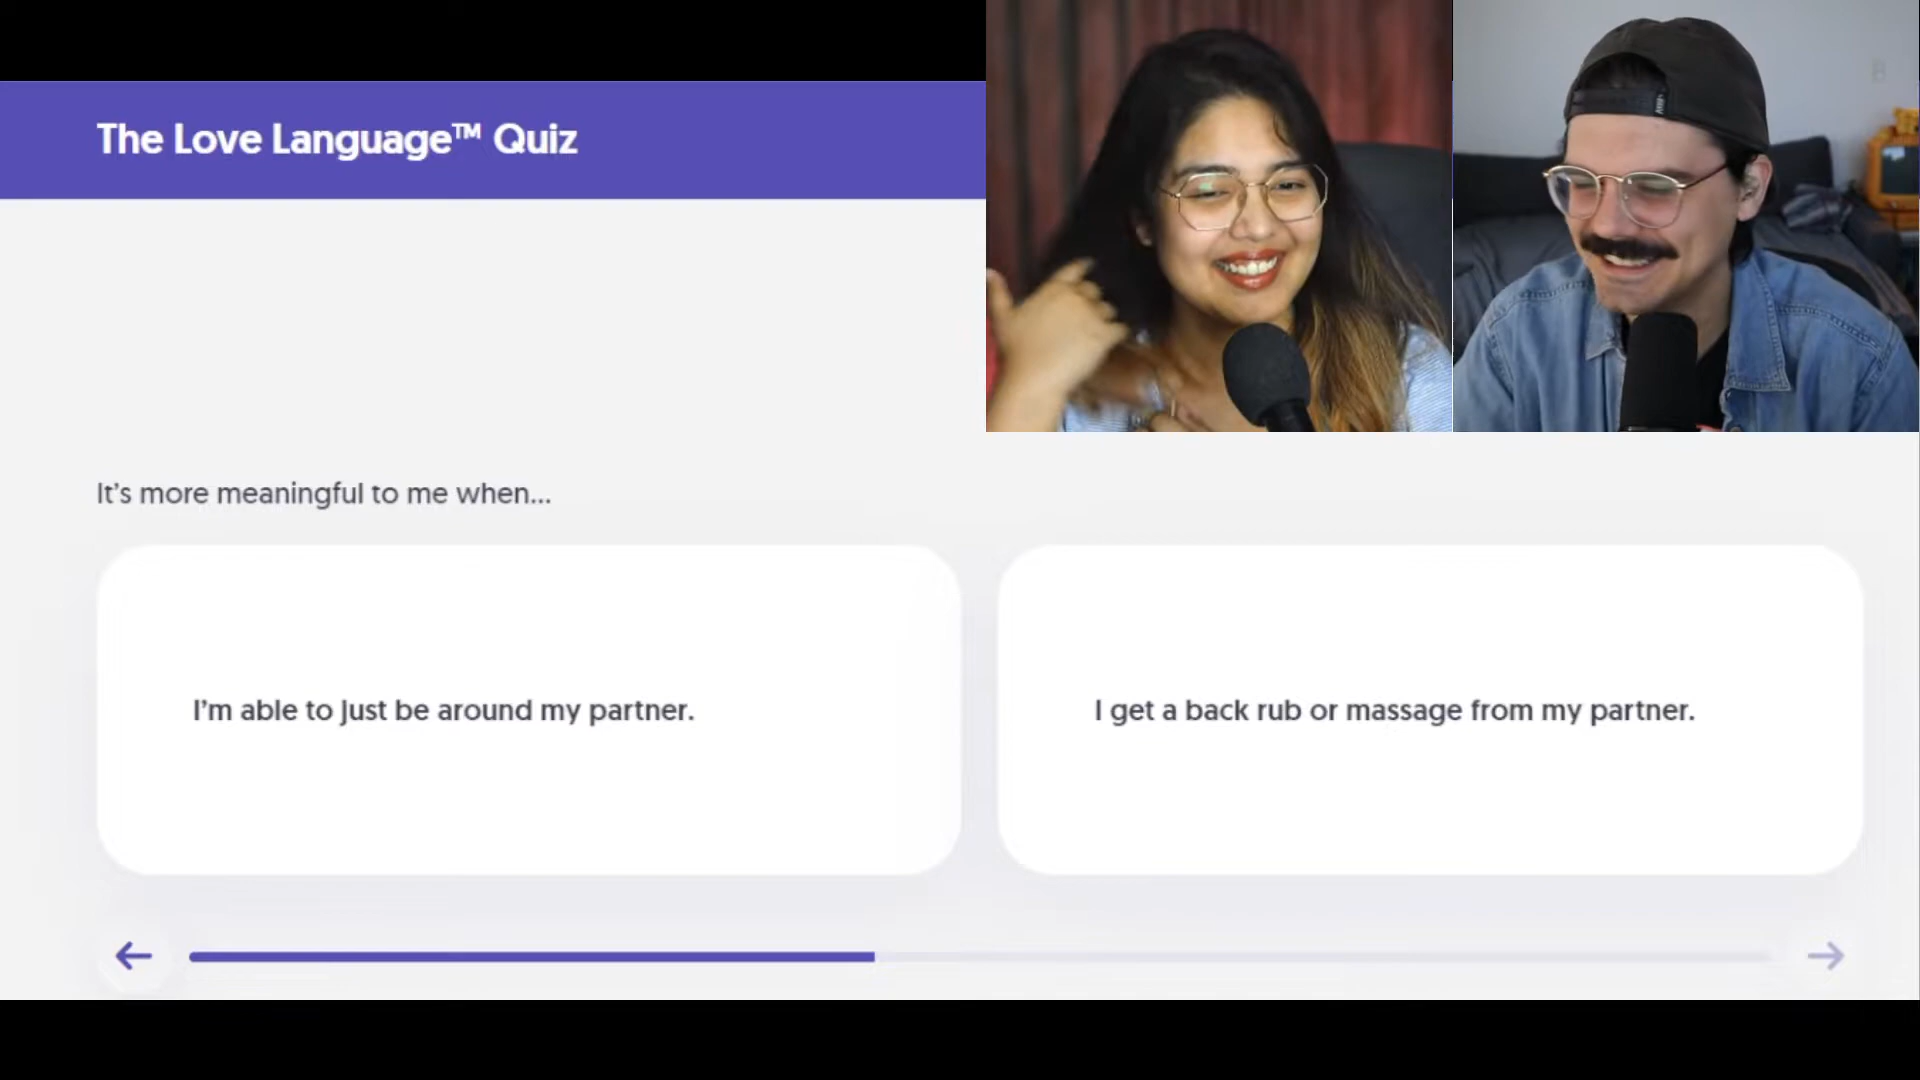 The Love Language™ Quiz
It's more meaningful to me when...
I'm able to just be around my partner.
I get a back rub or massage from my partner.